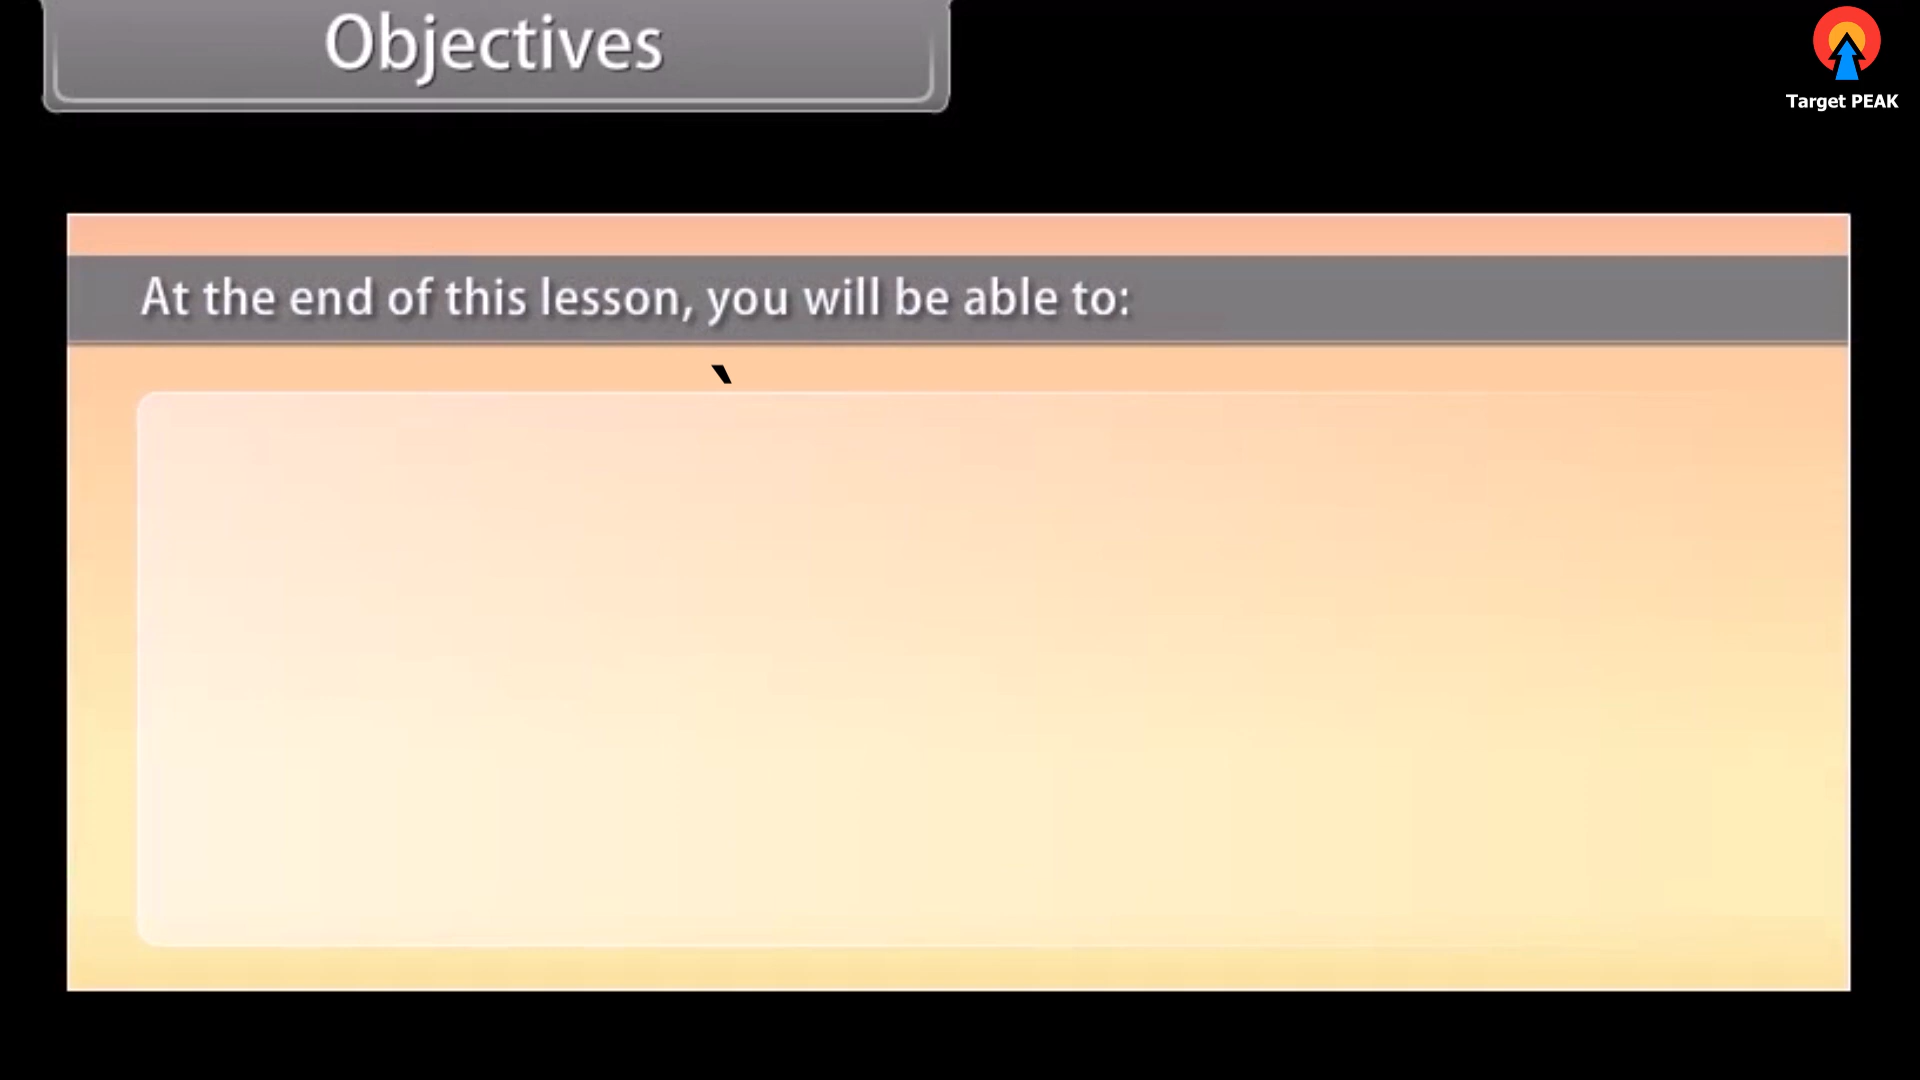 Objectives
Target PEAK
At the end of this lesson, you will be able to:
`